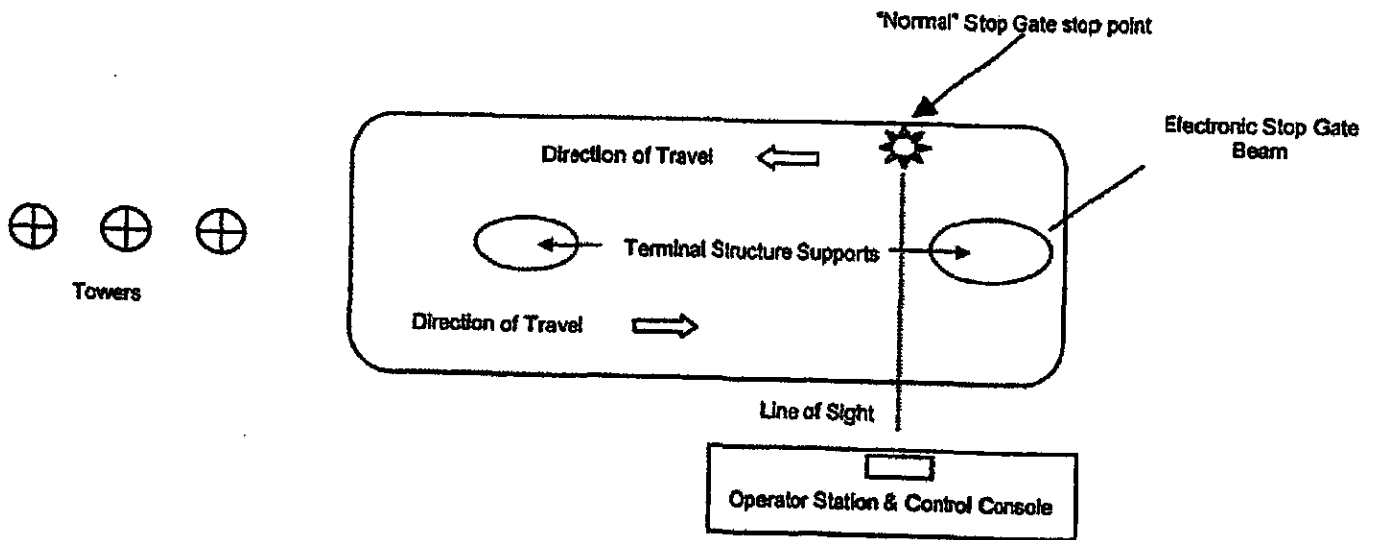 "Normal" Stop Gate stop point
Electronic Stop Gate
Beam
Direction of Travel
Terminal Structure Supports
Towers
Direction of Travel
Line of Sight
Operator Station & Control Console